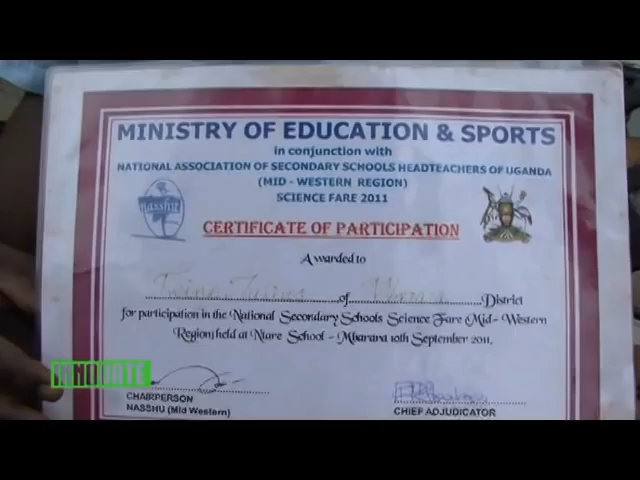 MINISTRY OF EDUCATION & SPORTS
in conjunction with
NATIONAL ASSOCIATION OF SECONDARY SCHOOLS HEADTEACHERS OF UGANDA
(MID - WESTERN REGION)
SCIENCE FARE 2011
nasshu
CERTIFICATE OF PARTICIPATION
Awarded to
of District
for participation in the National Secondary Schools Science Fare (Mid - Western
Region) held at Ntare School - Mbarara 10th September 2011.
INNOVATE
CHAIRPERSON
NASSHU (Mid Western)
CHIEF ADJUDICATOR